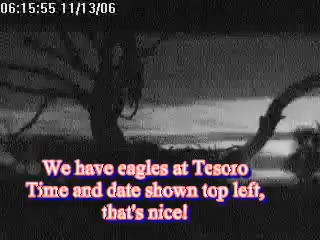 06:15:55 11/13/06
We have eagles at Tesoro
Time and date shown top left,
that's nice!